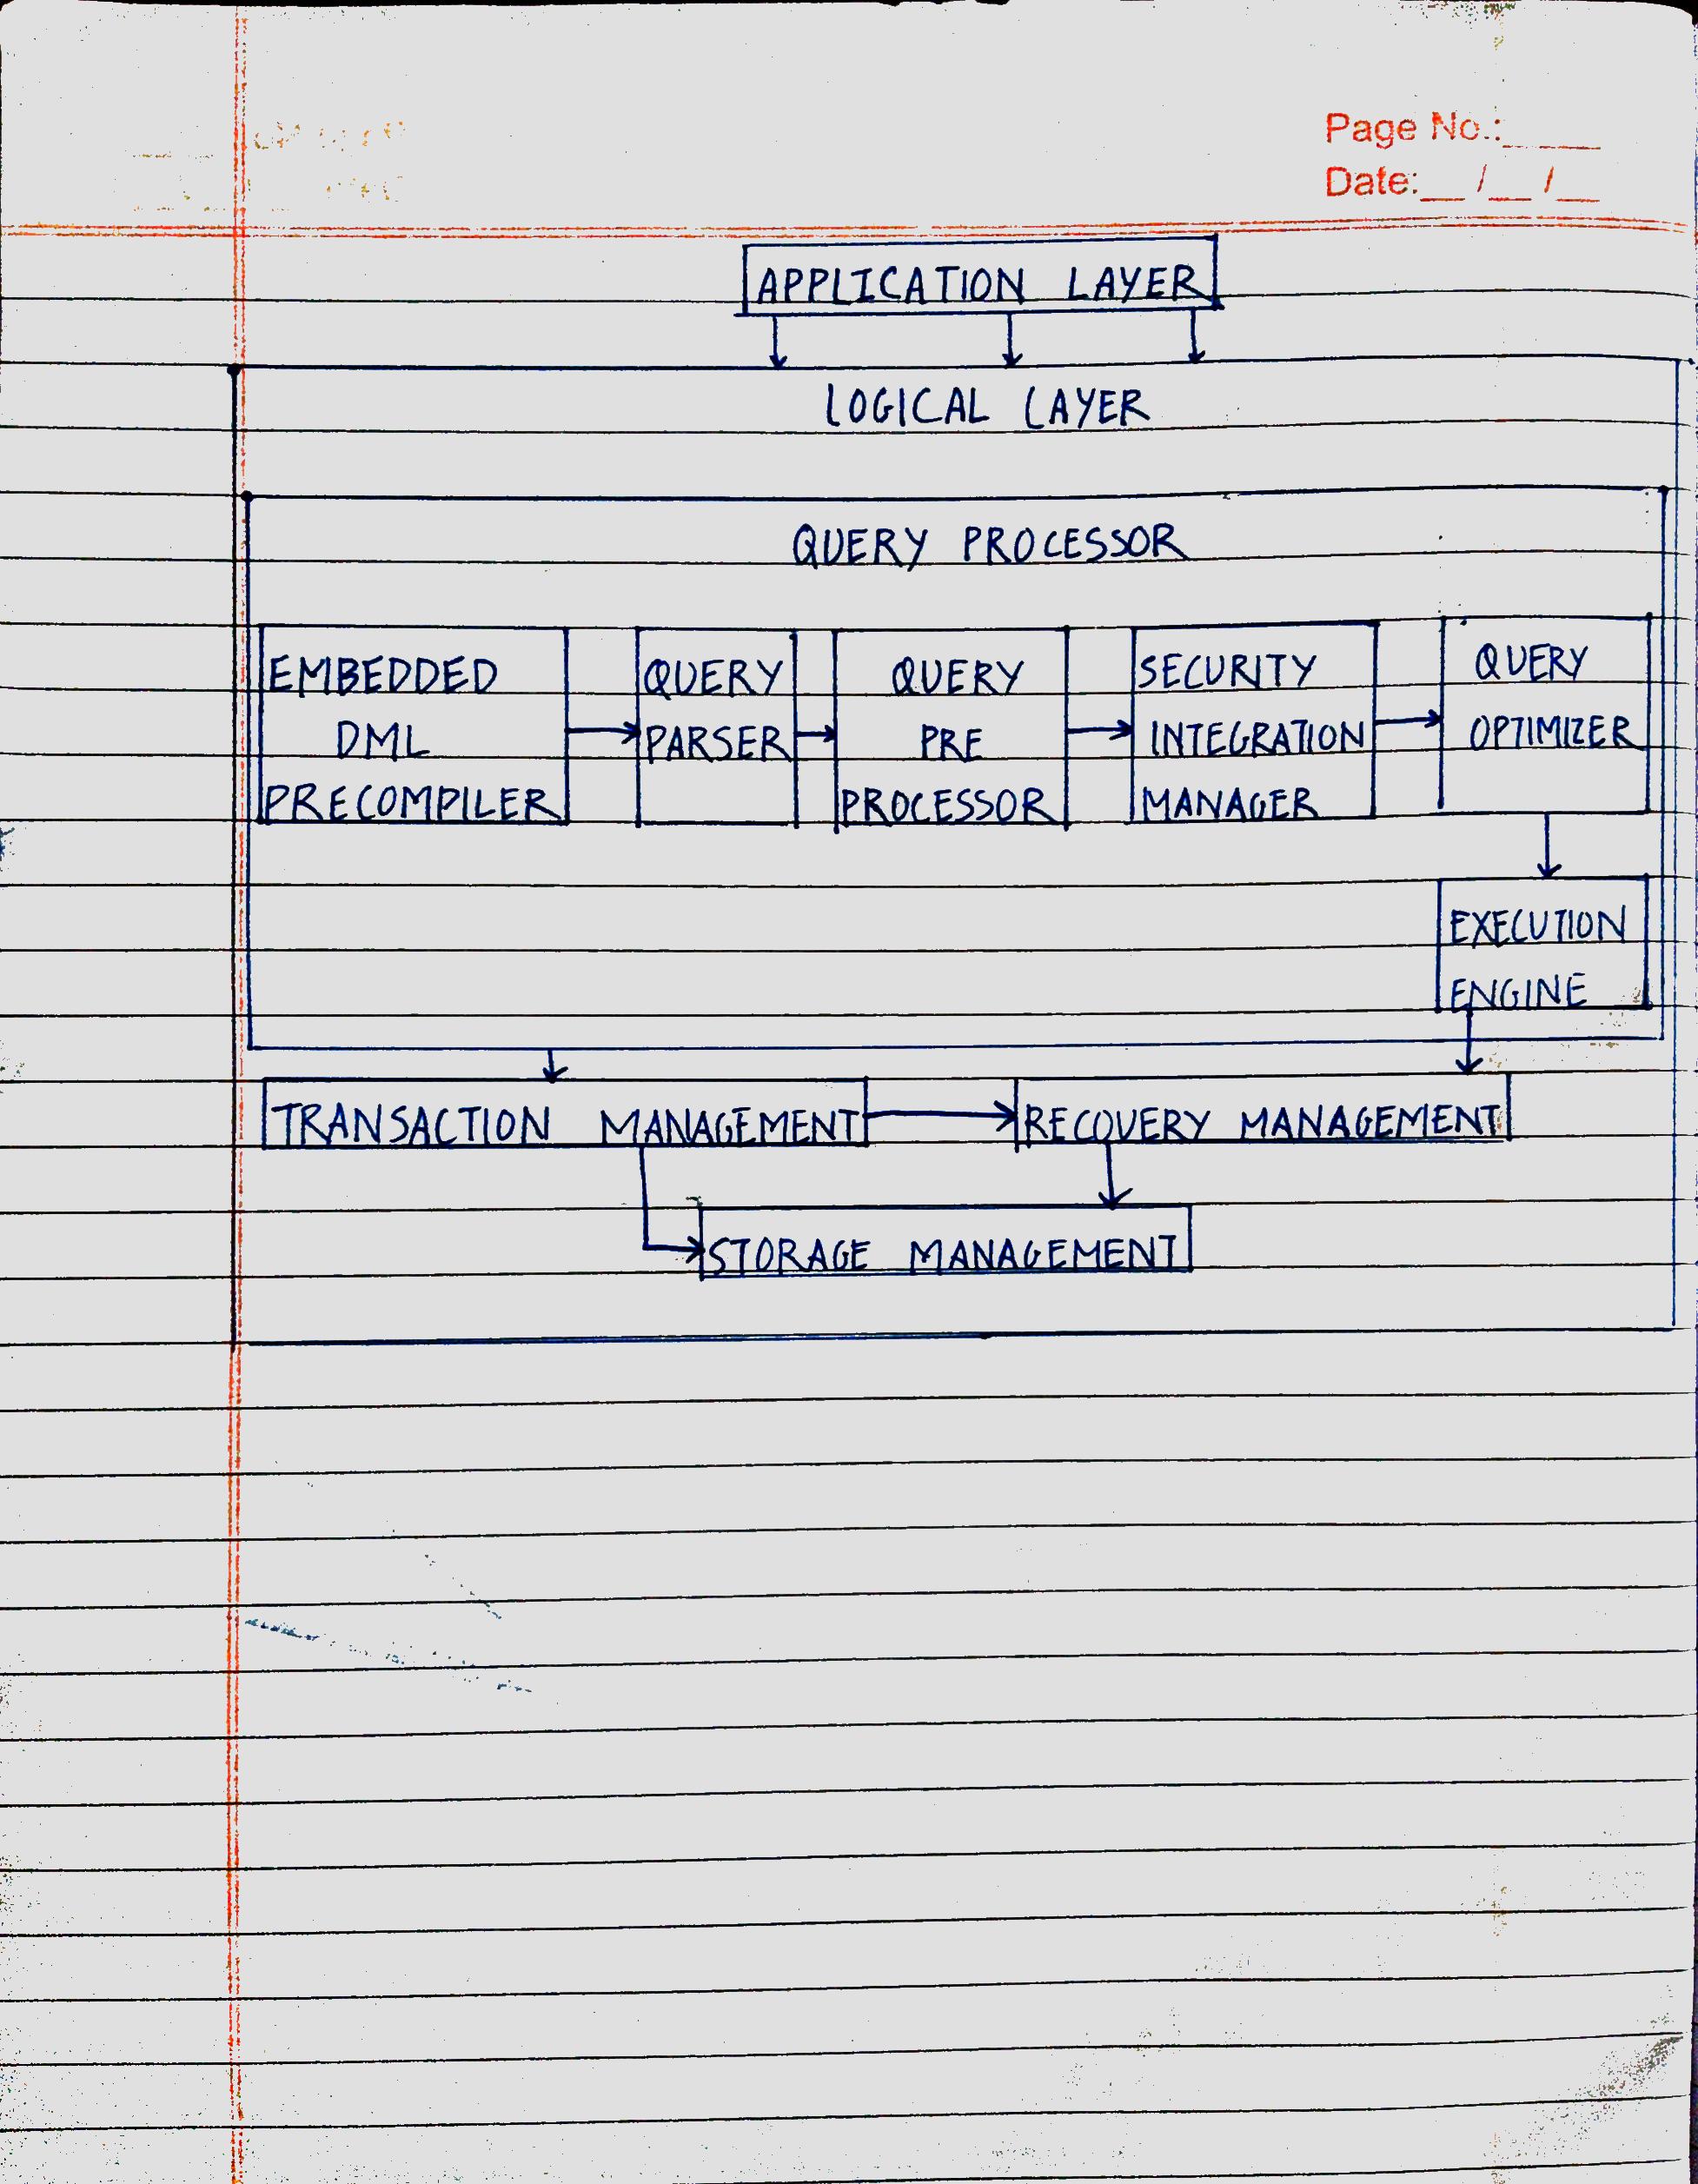 Page No.:
Date: / /
APPLICATION LAYER
LOGICAL LAYER
QUERY PROCESSOR
EMBEDDED
DML
PRECOMPILER
QUERY
PARSER
QUERY
PRE
PROCESSOR
SECURITY
INTEGRATION
MANAGER
QUERY
OPTIMIZER
EXECUTION
ENGINE
TRANSACTION MANAGEMENT
RECOVERY MANAGEMENT
STORAGE MANAGEMENT